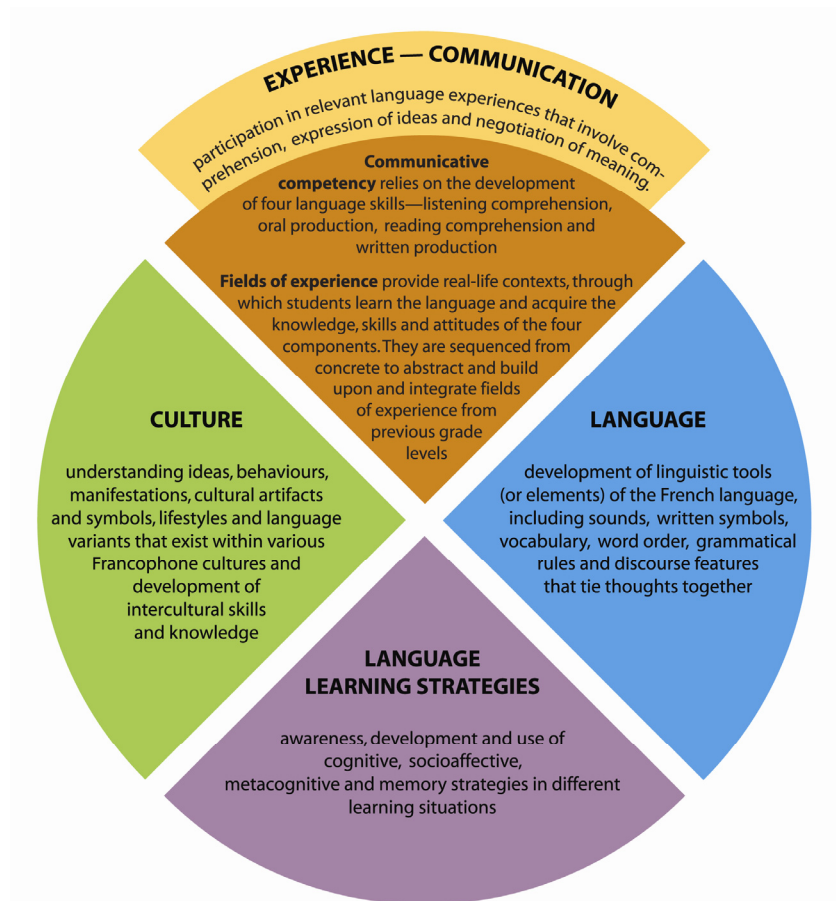 EXPERIENCE — COMMUNICATION
participation in relevant language experiences that involve com-
prehension, expression of ideas and negotiation of meaning.
Communicative
competency relies on the development
of four language skills—listening comprehension,
oral production, reading comprehension and
written production
Fields of experience provide real-life contexts, through
which students learn the language and acquire the
knowledge, skills and attitudes of the four
components. They are sequenced from
concrete to abstract and build
upon and integrate fields
of experience from
previous grade
levels
CULTURE
understanding ideas, behaviours,
manifestations, cultural artifacts
and symbols, lifestyles and language
variants that exist within various
Francophone cultures and
development of
intercultural skills
and knowledge
LANGUAGE
development of linguistic tools
(or elements) of the French language,
including sounds, written symbols,
vocabulary, word order, grammatical
rules and discourse features
that tie thoughts together
LANGUAGE
LEARNING STRATEGIES
awareness, development and use of
cognitive, socioaffective,
metacognitive and memory strategies in different
learning situations